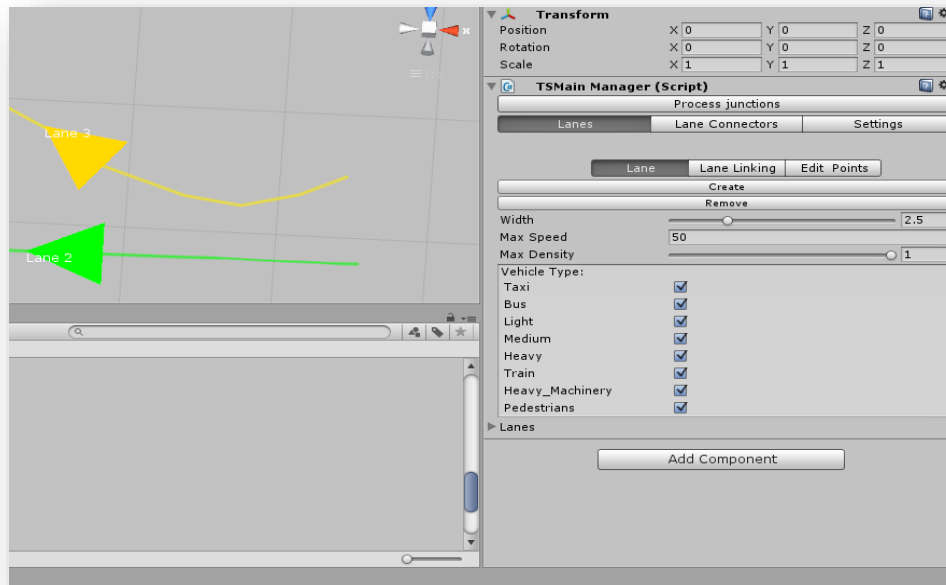 x
Iso
Lane 3
Lane 2
Transform
Position X 0 Y 0 Z 0
Rotation X 0 Y 0 Z 0
Scale X 1 Y 1 Z 1
TSMain Manager (Script)
Process junctions
Lanes Lane Connectors Settings
Lane Lane Linking Edit Points
Create
Remove
Width 2.5
Max Speed 50
Max Density 1
Vehicle Type:
Taxi
Bus
Light
Medium
Heavy
Train
Heavy_Machinery
Pedestrians
Lanes
Add Component